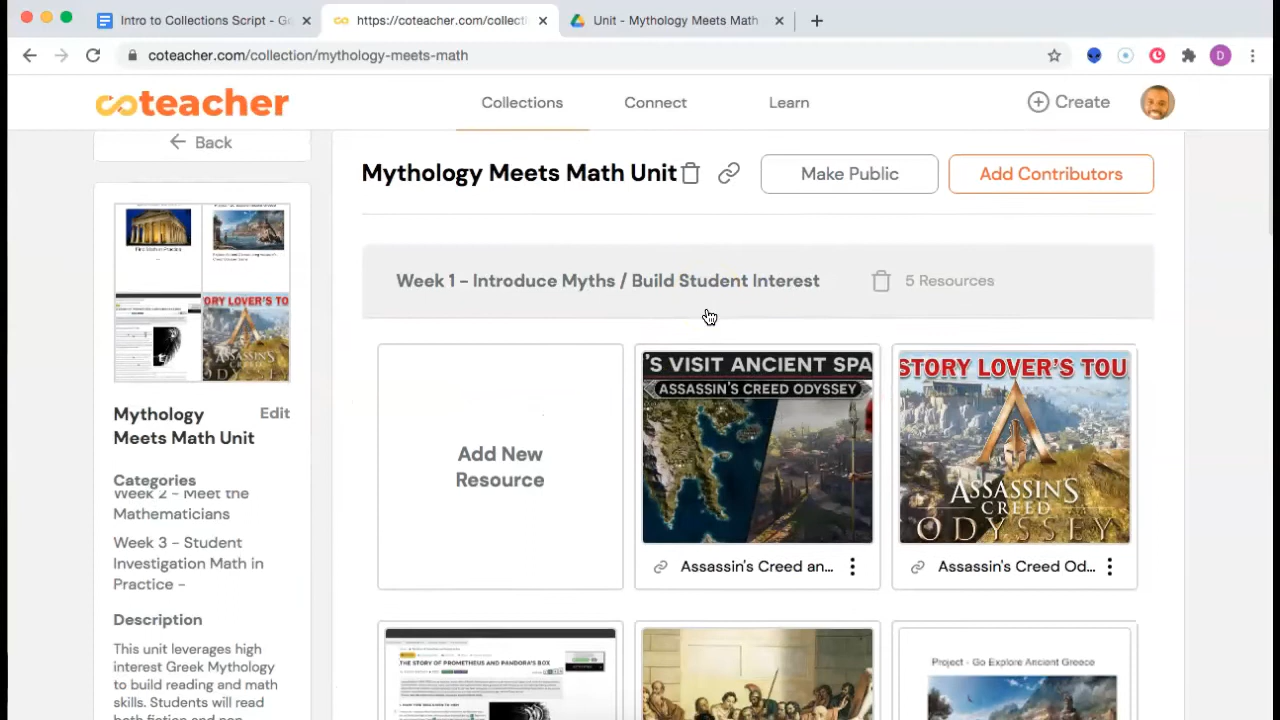 Intro to Collections Script - Go
https://coteacher.com/collecti
Unit - Mythology Meets Math
coteacher.com/collection/mythology-meets-math
D
coteacher
Collections
Connect
Learn
Create
Back
Mythology Meets Math Unit
Make Public
Add Contributors
Week 1 - Introduce Myths / Build Student Interest
5 Resources
Add New
Resource
'S VISIT ANCIENT SPA
ASSASSIN'S CREED ODYSSEY
Assassin's Creed an...
STORY LOVER'S TOU
ASSASSIN'S
CREED
ODYSSEY
Assassin's Creed Od...
ORY LOVER'S TO
Mythology
Meets Math Unit
Edit
Categories
Week 2 - Meet the
Mathematicians
Week 3 - Student
Investigation Math in
Practice -
Description
This unit leverages high
interest Greek Mythology
to build reading and math
skills. Students will read
both fiction and non
THE STORY OF PROMETHEUS AND PANDORA'S BOX
Project - Go Explore Ancient Greece